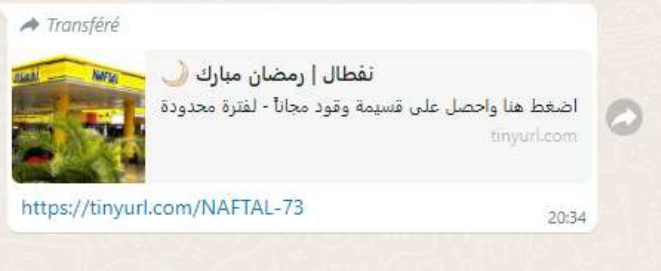 Transféré
نفطال | رمضان مبارك 🌙
اضغط هنا واحصل على قسيمة وقود مجاناً - لفترة محدودة
tinyurl.com
https://tinyurl.com/NAFTAL-73
20:34